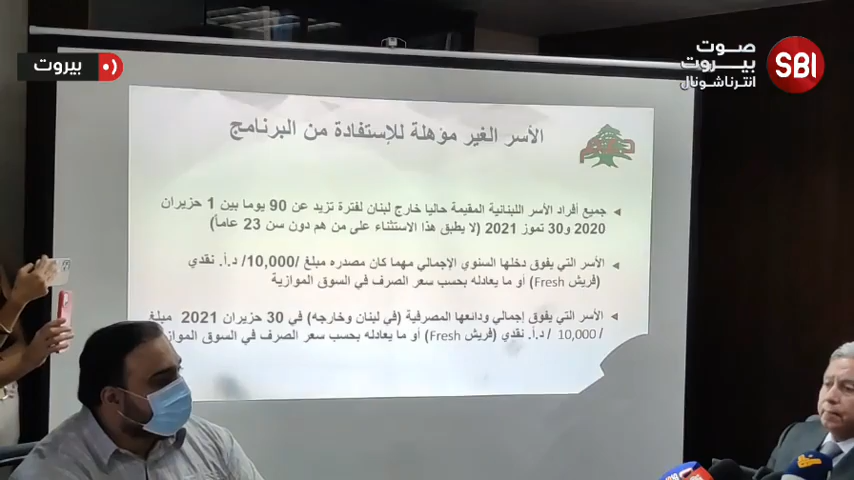 بيروت
صوت
بيروت
انترناشونال
SBI
الأسر الغير مؤهلة للإستفادة من البرنامج
دعم
جميع أفراد الأسر اللبنانية المقيمة حاليا خارج لبنان لفترة تزيد عن 90 يوما بين 1 حزيران
2020 و30 تموز 2021 (لا يطبق هذا الاستثناء على من هم دون سن 23 عاماً)
الأسر التي يفوق دخلها السنوي الإجمالي مهما كان مصدره مبلغ /10,000/ د.أ. نقدي
(فريش Fresh) أو ما يعادله بحسب سعر الصرف في السوق الموازية
الأسر التي يفوق إجمالي ودائعها المصرفية (في لبنان وخارجه) في 30 حزيران 2021 مبلغ
/ 10,000 / د.أ. نقدي (فريش Fresh) أو ما يعادله بحسب سعر الصرف في السوق